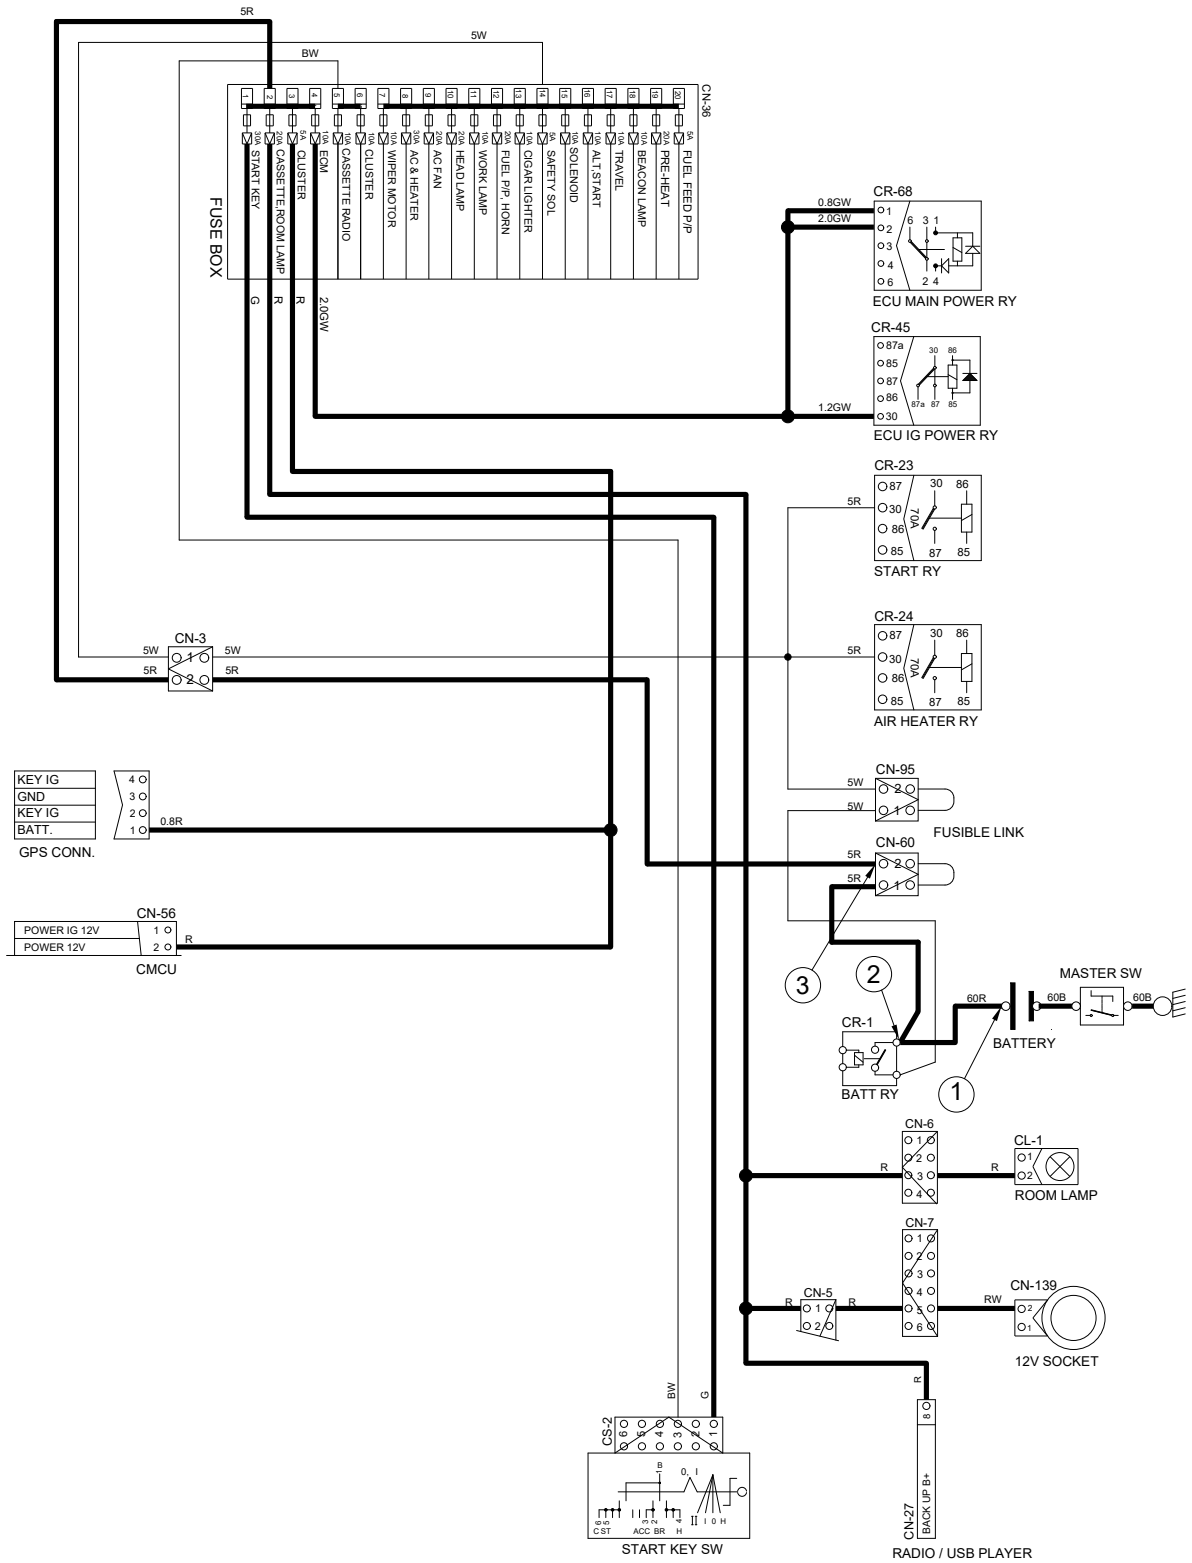 5R
5W
BW
CN-36
1 2 3 4 5 6 7 8 9 10 11 12 13 14 15 16 17 18 19 20
30A START KEY
20A CASSETTE,ROOM LAMP
5A CLUSTER
10A ECM
10A CASSETTE RADIO
10A CLUSTER
10A WIPER MOTOR
30A AC & HEATER
20A AC FAN
20A HEAD LAMP
10A WORK LAMP
20A FUEL P/P, HORN
10A CIGAR LIGHTER
5A SAFETY SOL
10A SOLENOID
10A ALT,START
10A TRAVEL
10A BEACON LAMP
20A PRE-HEAT
5A FUEL FEED P/P
FUSE BOX
G
R
R
2.0GW
CR-68
0.8GW
2.0GW
1
2
3
4
6
6 3 1
2 4
ECU MAIN POWER RY
CR-45
87a
85
87
86
30
30 86
87a 87 85
1.2GW
ECU IG POWER RY
CR-23
5R
87
30
86
85
30 86
70A
87 85
START RY
CR-24
5R
87
30
86
85
30 86
70A
87 85
AIR HEATER RY
CN-3
5W 1 5W
5R 2 5R
CN-95
5W 2
5W 1
FUSIBLE LINK
CN-60
5R 2
5R 1
KEY IG 4
GND 3
KEY IG 2
BATT. 1
0.8R
GPS CONN.
CN-56
POWER IG 12V 1
POWER 12V 2
R
CMCU
3
2
1
MASTER SW
60R
60B
60B
BATTERY
CR-1
BATT RY
CN-6
1
2
3
4
R
R
CL-1
1
2
ROOM LAMP
CN-7
1
2
3
4
5
6
CN-5
R 1 R
2
RW
CN-139
2
1
12V SOCKET
R
8
BACK UP B+
CN-27
RADIO / USB PLAYER
BW
G
CS-2
6 5 4 3 2 1
B
1
0, I
6 5 3 2 4
C ST ACC BR H
II I 0 H
START KEY SW